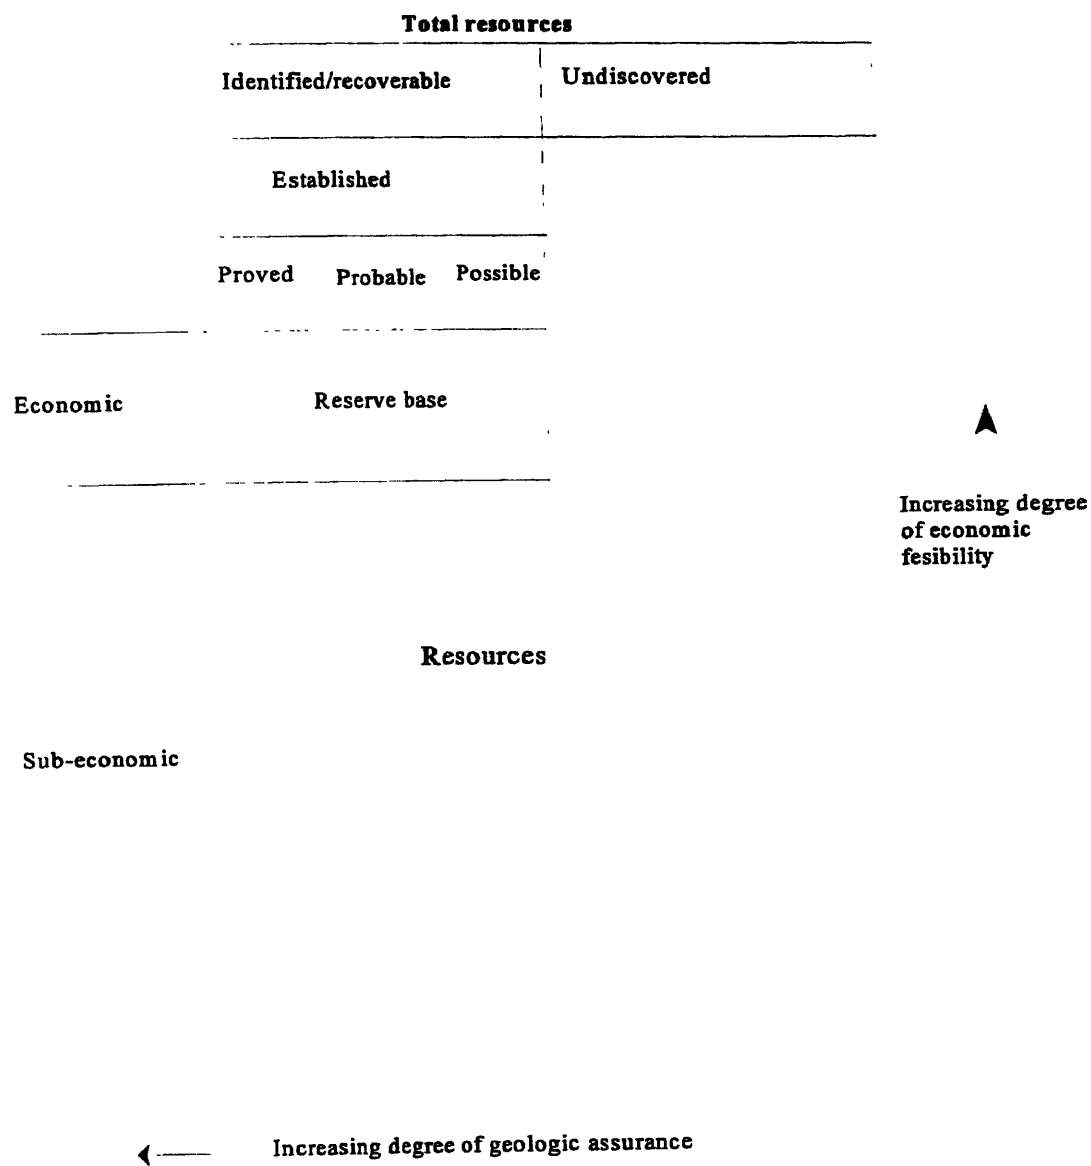 Total resources
Identified/recoverable Undiscovered
Established
Proved Probable Possible
Economic Reserve base
Increasing degree
of economic
fesibility
Resources
Sub-economic
Increasing degree of geologic assurance